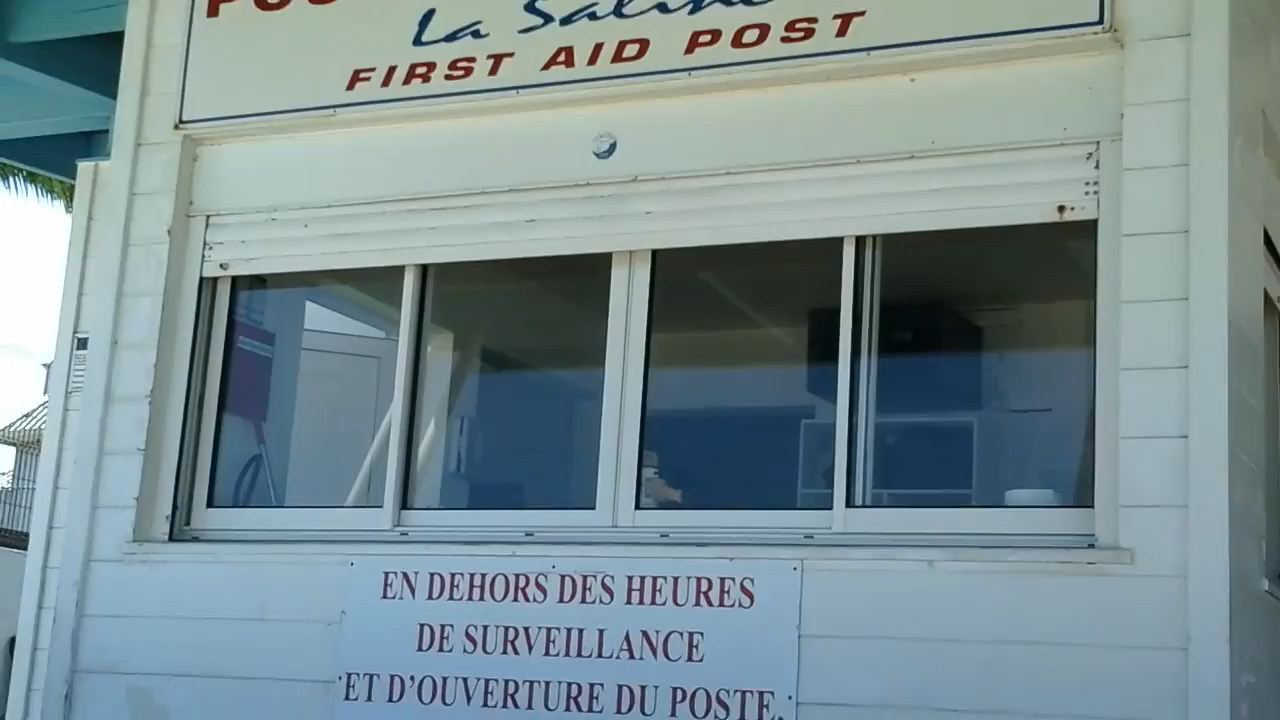 La Saline
FIRST AID POST
EN DEHORS DES HEURES
DE SURVEILLANCE
ET D'OUVERTURE DU POSTE.